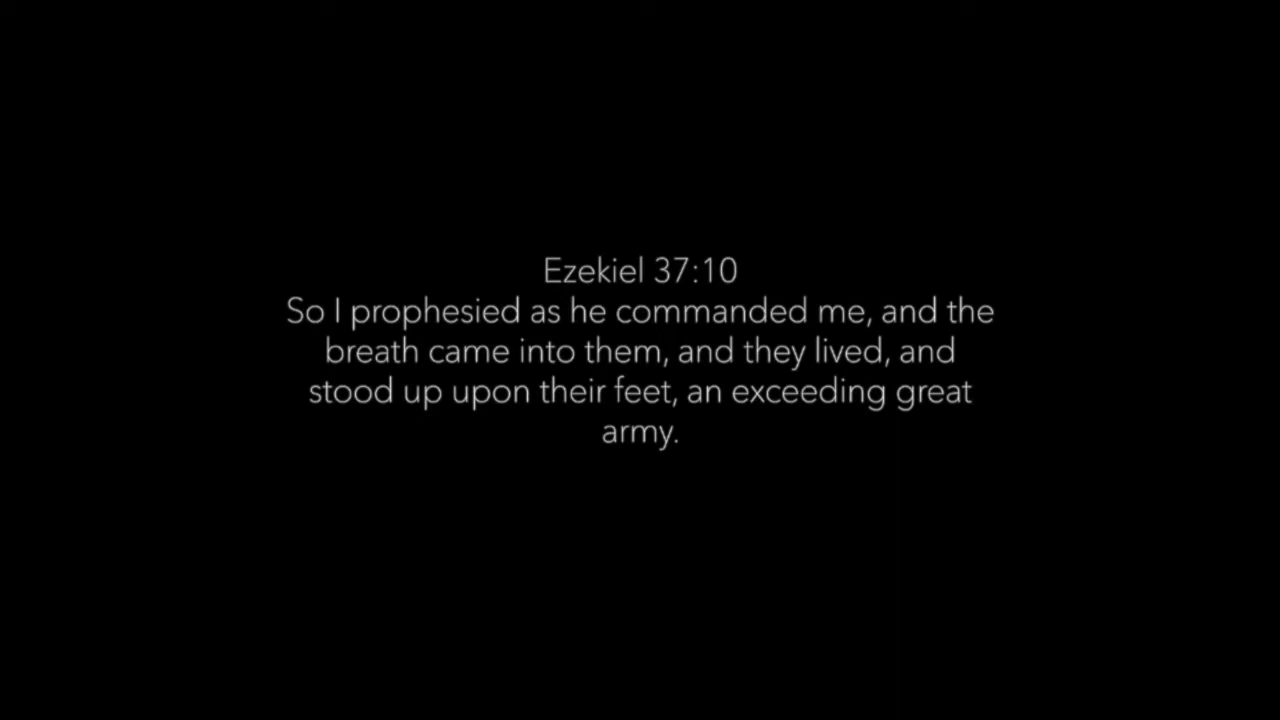 Ezekiel 37:10
So I prophesied as he commanded me, and the
breath came into them, and they lived, and
stood up upon their feet, an exceeding great
army.